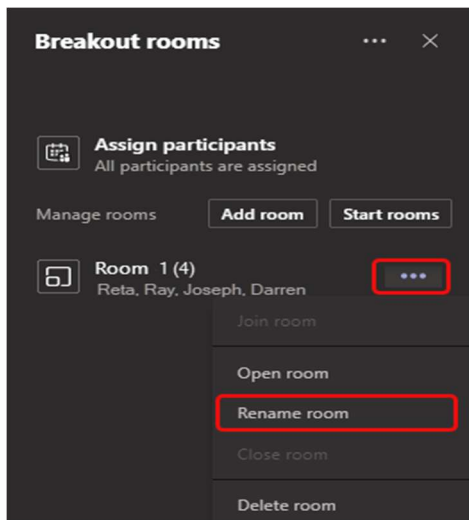 Breakout rooms
Assign participants
All participants are assigned
Manage rooms Add room Start rooms
Room 1 (4)
Reta, Ray, Joseph, Darren
Join room
Open room
Rename room
Close room
Delete room